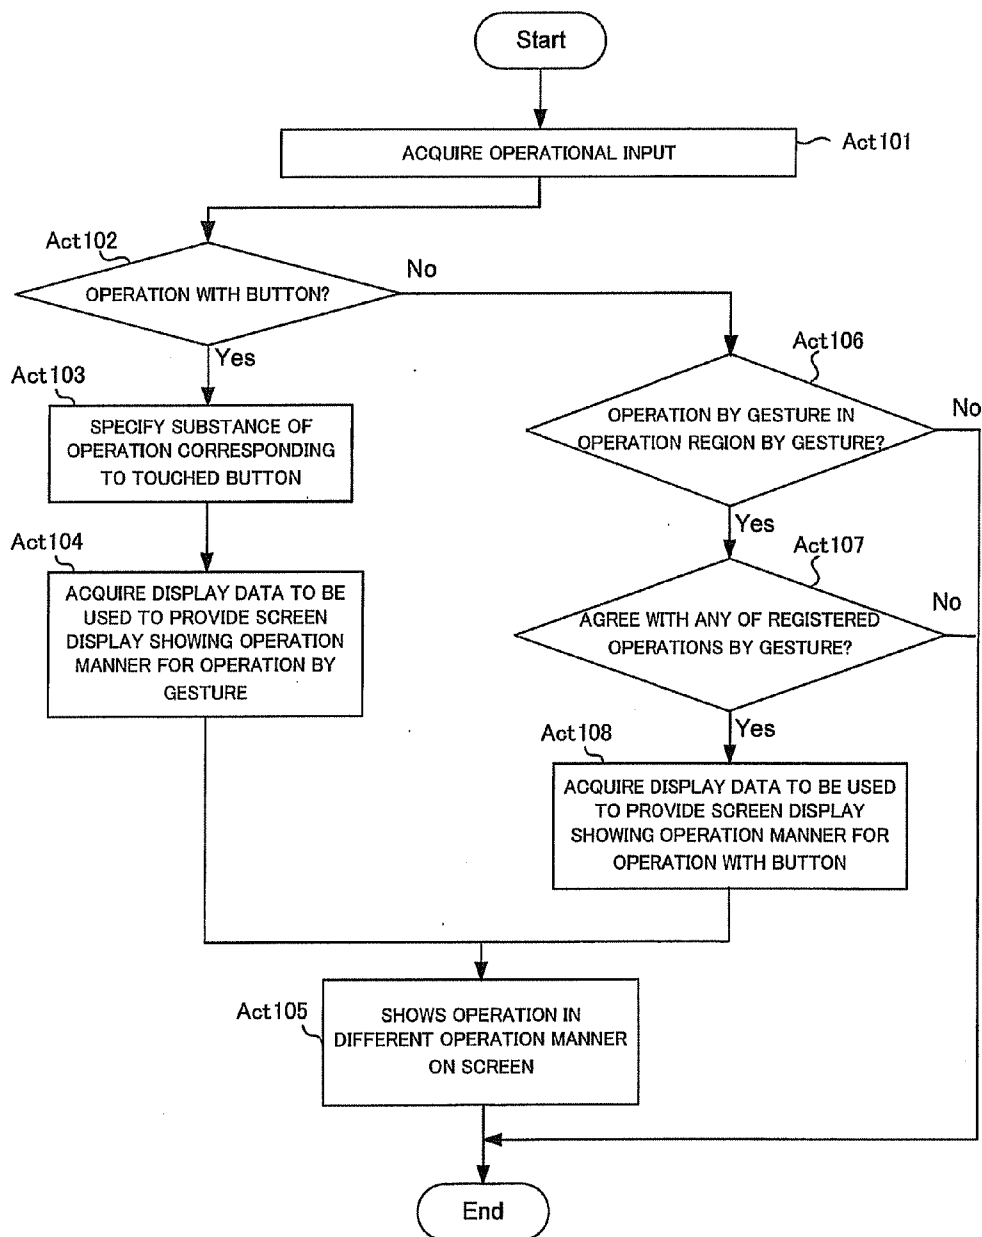 Start
ACQUIRE OPERATIONAL INPUT
Act101
Act102
OPERATION WITH BUTTON?
No
Yes
Act103
SPECIFY SUBSTANCE OF
OPERATION CORRESPONDING
TO TOUCHED BUTTON
Act104
ACQUIRE DISPLAY DATA TO BE
USED TO PROVIDE SCREEN
DISPLAY SHOWING OPERATION
MANNER FOR OPERATION BY
GESTURE
Act106
OPERATION BY GESTURE IN
OPERATION REGION BY GESTURE?
No
Yes
Act107
AGREE WITH ANY OF REGISTERED
OPERATIONS BY GESTURE?
No
Yes
Act108
ACQUIRE DISPLAY DATA TO BE USED
TO PROVIDE SCREEN DISPLAY
SHOWING OPERATION MANNER FOR
OPERATION WITH BUTTON
Act105
SHOWS OPERATION IN
DIFFERENT OPERATION MANNER
ON SCREEN
End